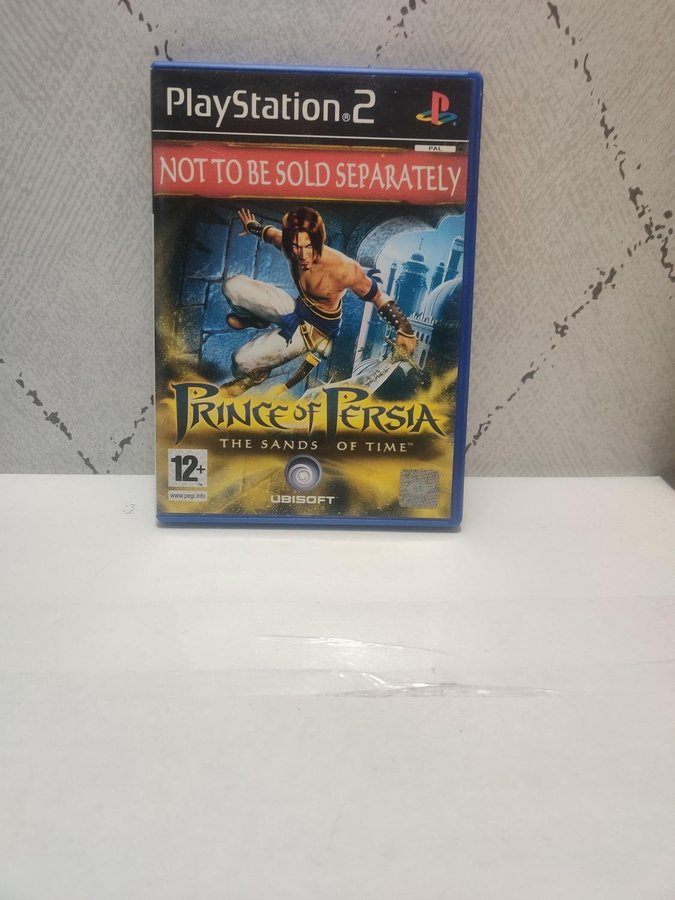 PlayStation®2
PAL
NOT TO BE SOLD SEPARATELY
PRINCE OF PERSIA
THE SANDS OF TIME™
12+
www.pegi.info
UBISOFT